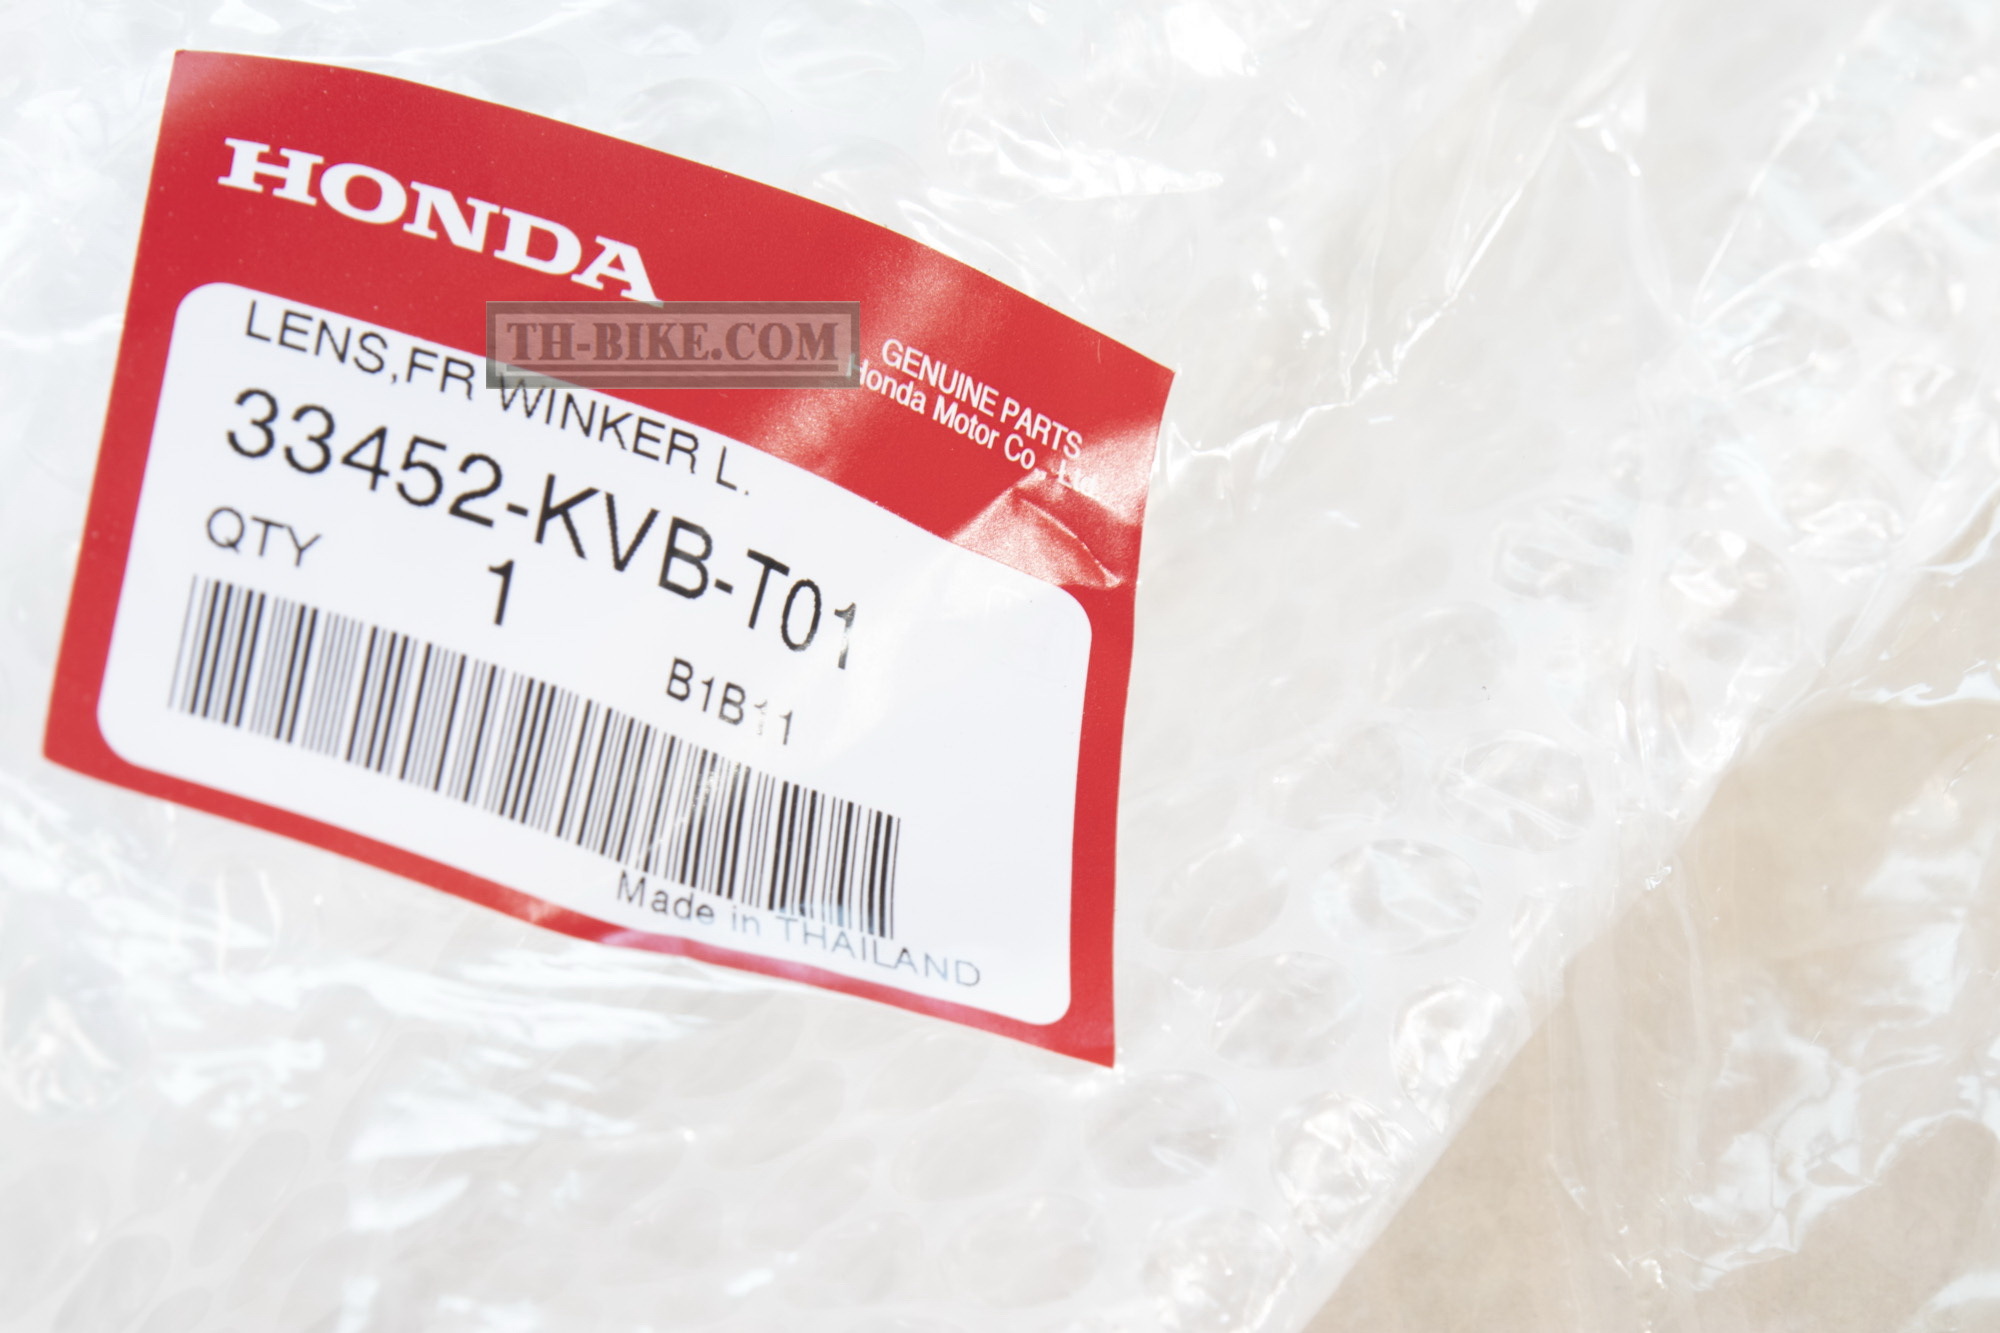 HONDA
TH-BIKE.COM
GENUINE PARTS
Honda Motor Co., Ltd.
LENS,FR WINKER L.
33452-KVB-T01
QTY 1
B1B11
Made in THAILAND